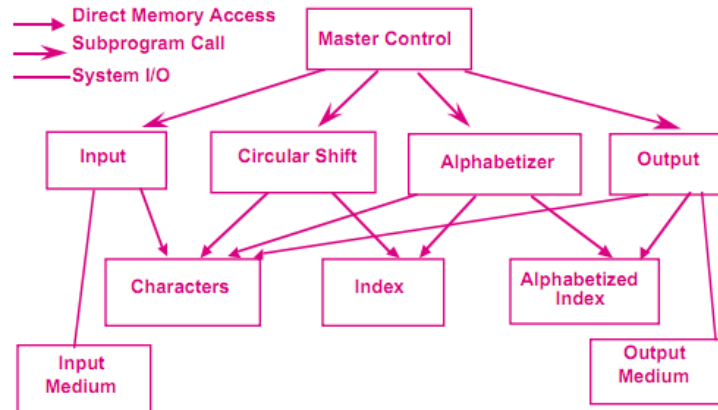 Direct Memory Access
Subprogram Call
System I/O
Master Control
Input
Circular Shift
Alphabetizer
Output
Characters
Index
Alphabetized
Index
Input
Medium
Output
Medium